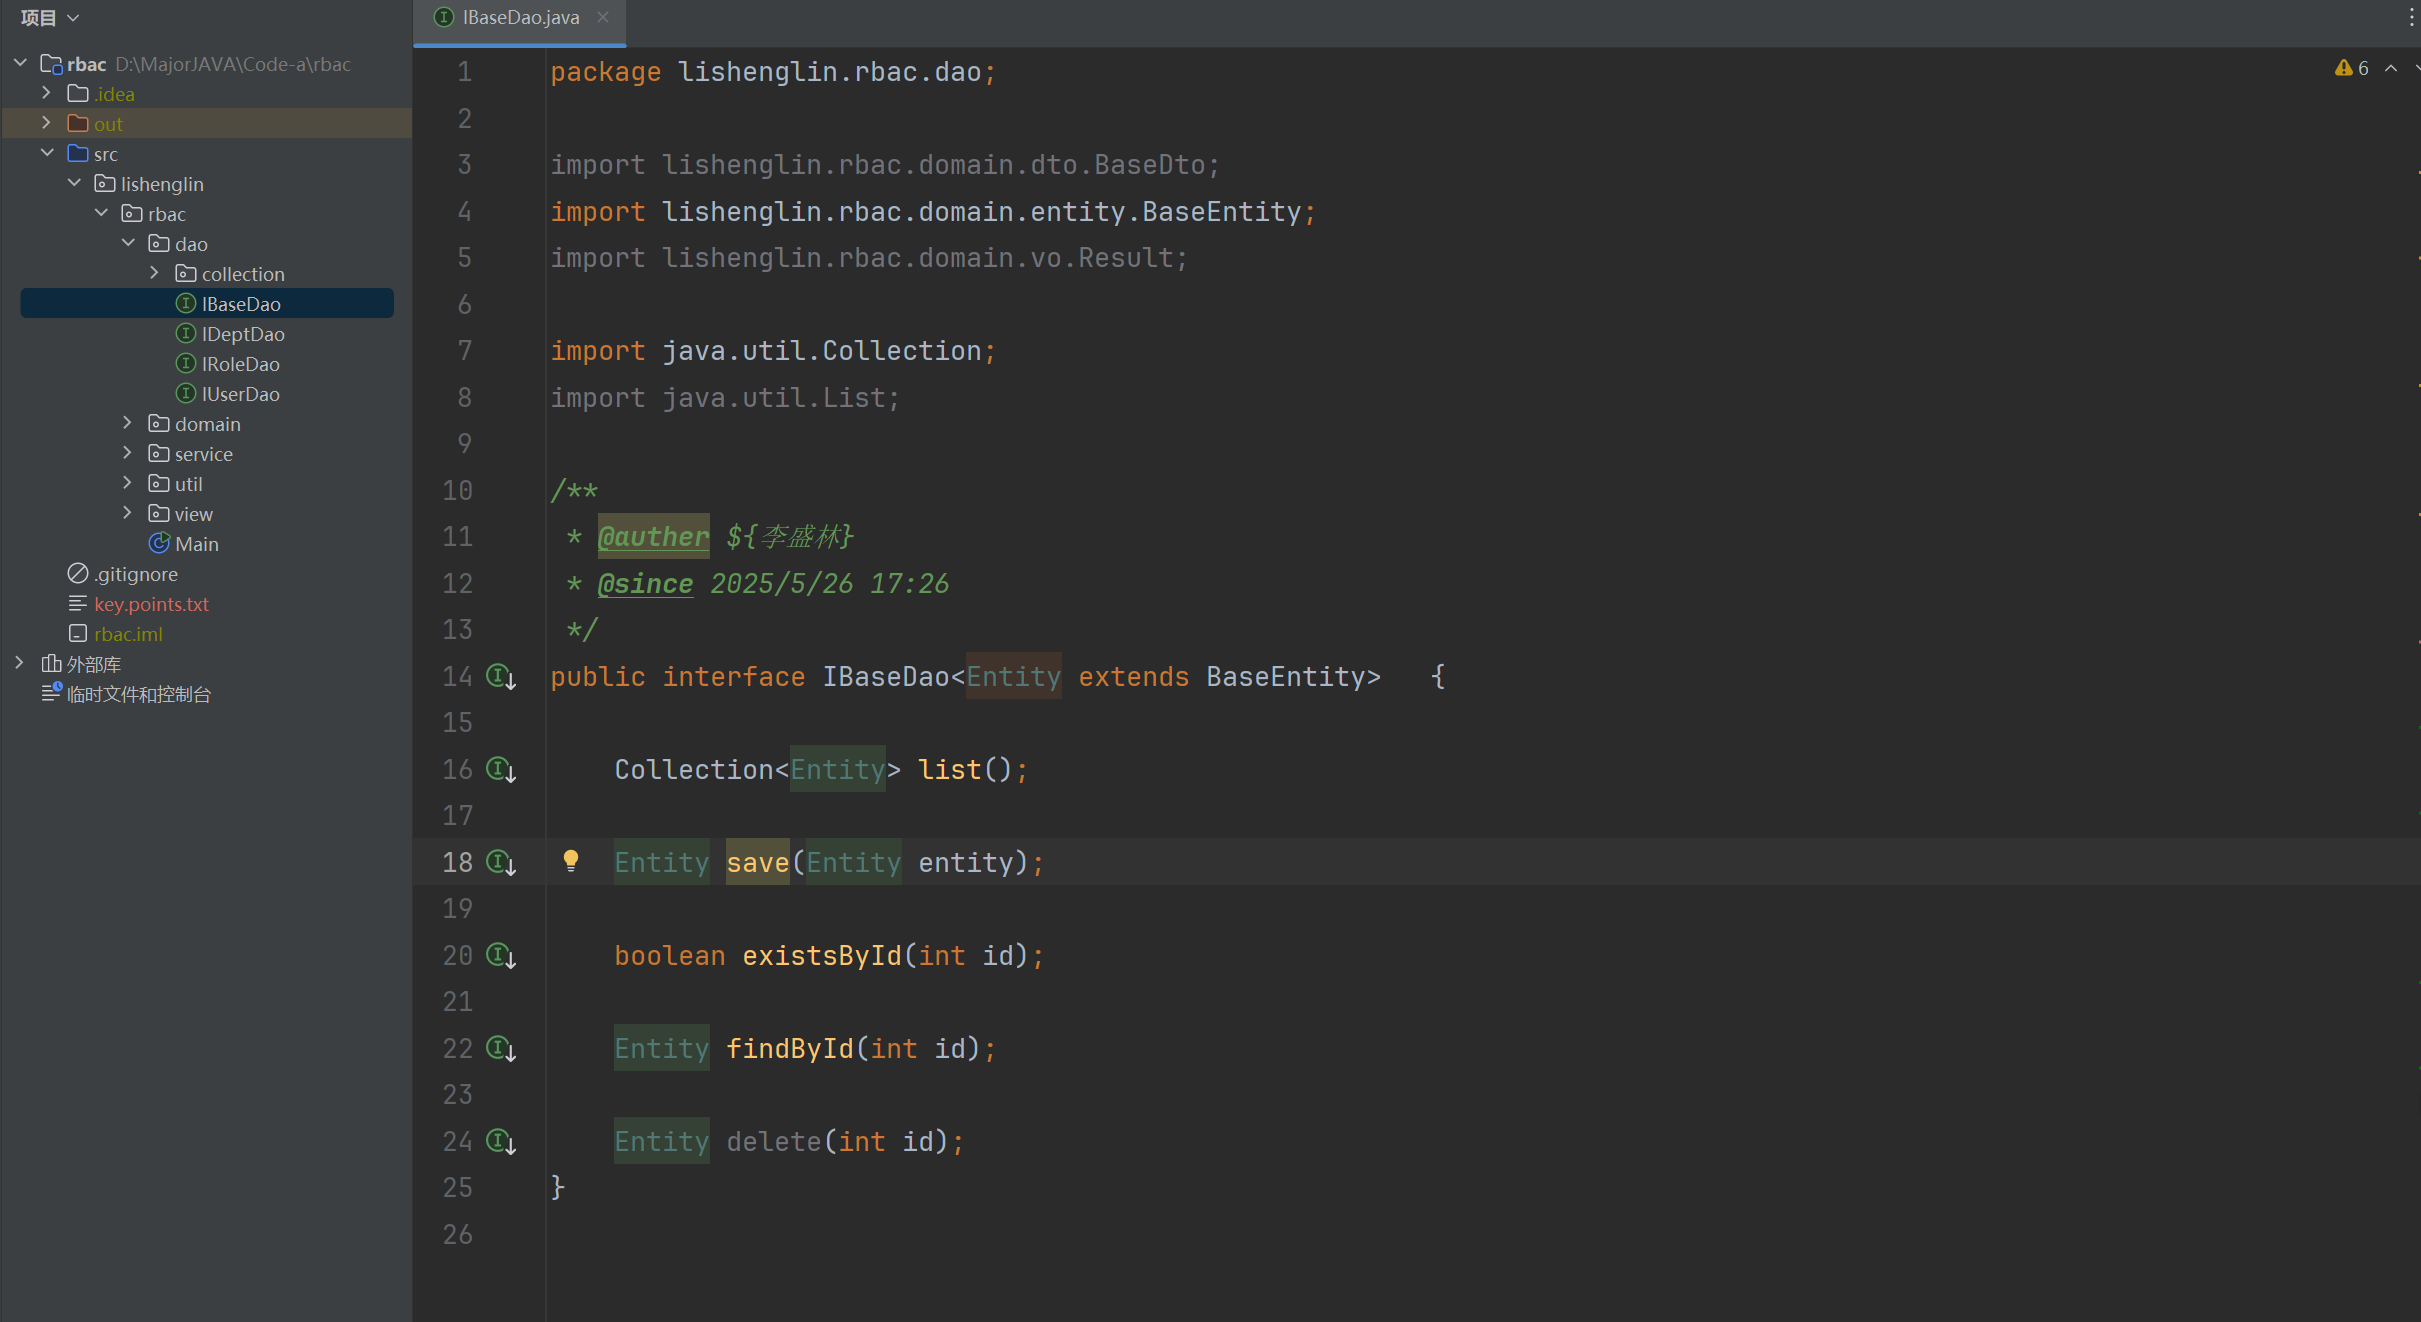 项目
rbac D:\MajorJAVA\Code-a\rbac
.idea
out
src
lishenglin
rbac
dao
collection
IBaseDao
IDeptDao
IRoleDao
IUserDao
domain
service
util
view
Main
.gitignore
key.points.txt
rbac.iml
外部库
临时文件和控制台
IBaseDao.java
6
1 package lishenglin.rbac.dao;
2
3 import lishenglin.rbac.domain.dto.BaseDto;
4 import lishenglin.rbac.domain.entity.BaseEntity;
5 import lishenglin.rbac.domain.vo.Result;
6
7 import java.util.Collection;
8 import java.util.List;
9
10 /**
11 * @auther ${李盛林}
12 * @since 2025/5/26 17:26
13 */
14 public interface IBaseDao<Entity extends BaseEntity> {
15
16 Collection<Entity> list();
17
18 Entity save(Entity entity);
19
20 boolean existsById(int id);
21
22 Entity findById(int id);
23
24 Entity delete(int id);
25 }
26